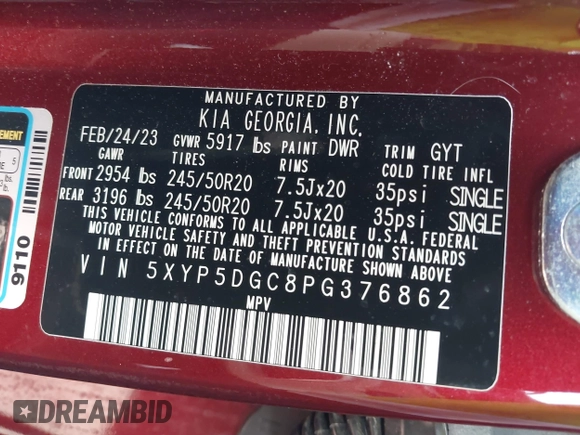 MANUFACTURED BY
KIA GEORGIA, INC.
FEB/24/23 GVWR 5917 lbs PAINT DWR TRIM GYT
GAWR TIRES RIMS COLD TIRE INFL
FRONT 2954 lbs 245/50R20 7.5Jx20 35psi SINGLE
REAR 3196 lbs 245/50R20 7.5Jx20 35psi SINGLE
THIS VEHICLE CONFORMS TO ALL APPLICABLE U.S.A. FEDERAL
MOTOR VEHICLE SAFETY AND THEFT PREVENTION STANDARDS
IN EFFECT ON THE DATE OF MANUFACTURE SHOWN ABOVE.
VIN 5XYP5DGC8PG376862
MPV
9110
DREAMBID